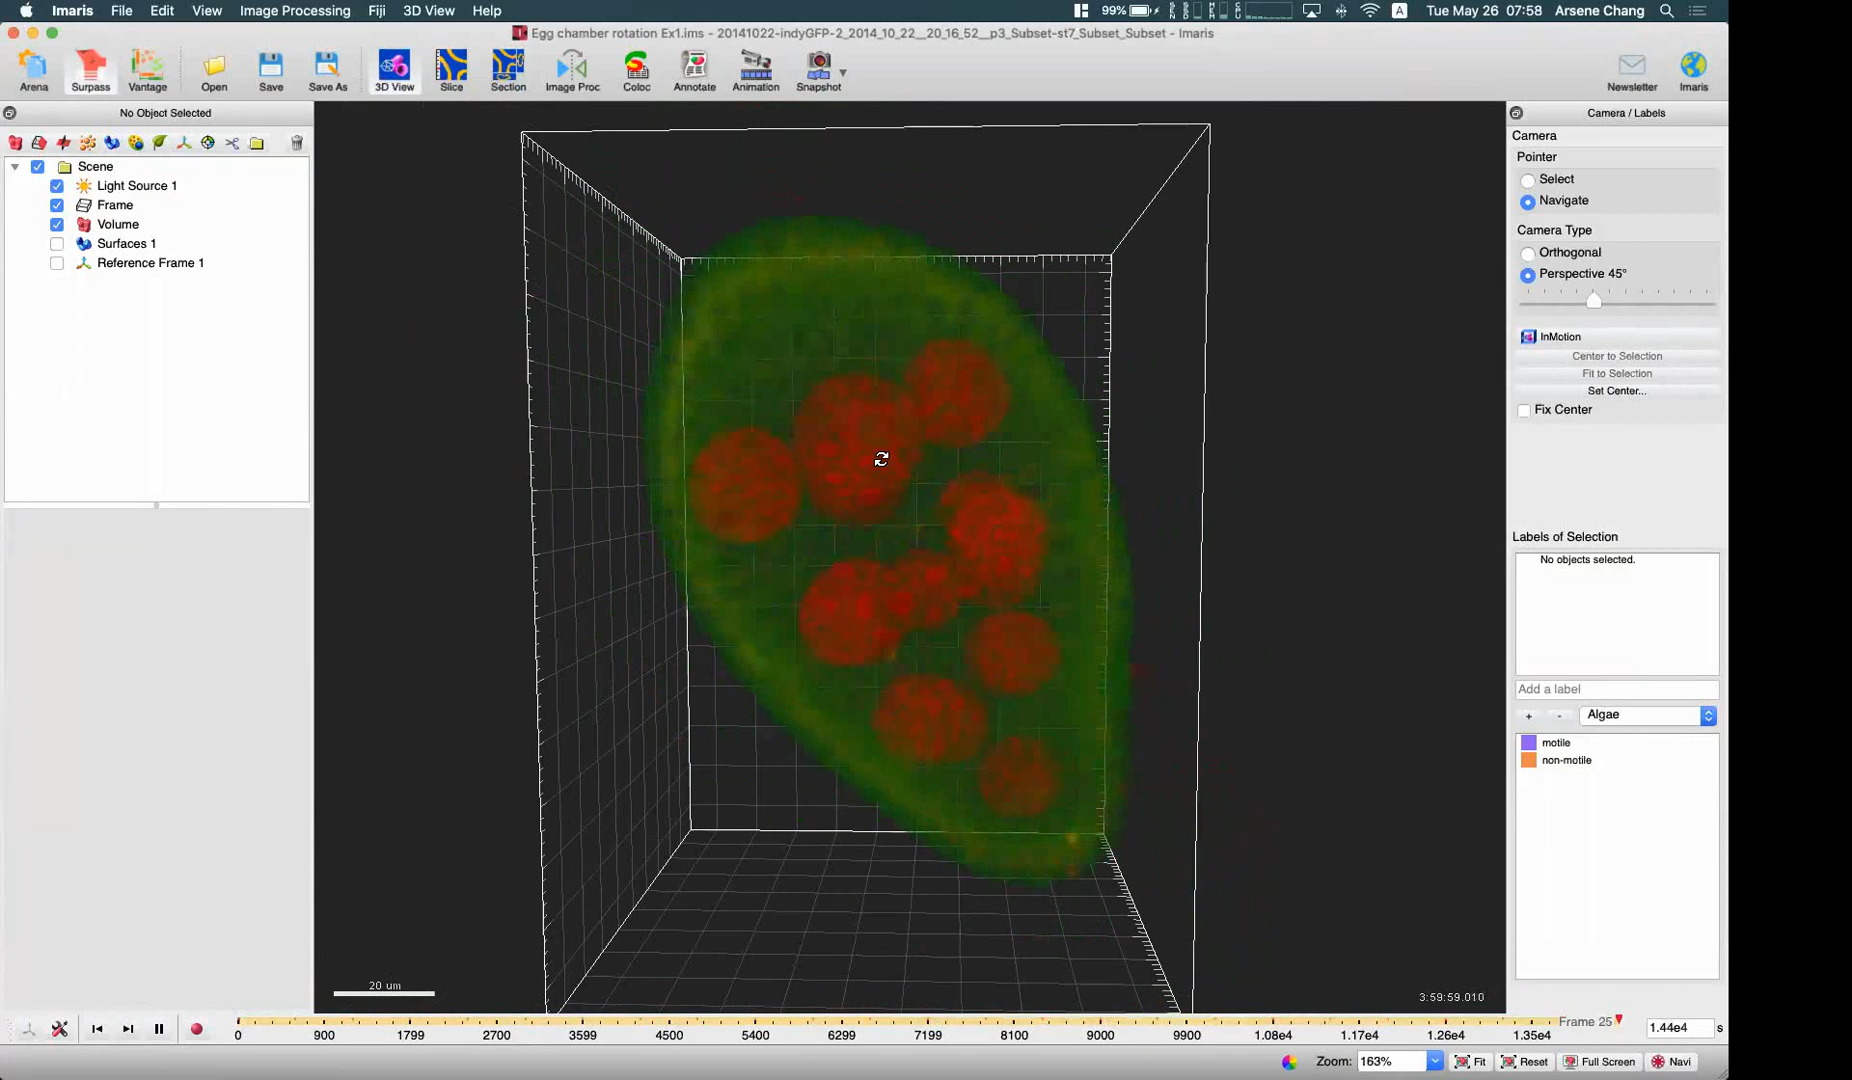 Imaris File Edit View Image Processing Fiji 3D View Help 99% A Tue May 26 07:58 Arsene Chang
Egg chamber rotation Ex1.ims - 20141022-indyGFP-2_2014_10_22__20_16_52__p3_Subset-st7_Subset_Subset - Imaris
Arena Surpass Vantage Open Save Save As 3D View Slice Section Image Proc Coloc Annotate Animation Snapshot Newsletter Imaris
No Object Selected
Camera / Labels
Scene
Light Source 1
Frame
Volume
Surfaces 1
Reference Frame 1
Camera
Pointer
Select
Navigate
Camera Type
Orthogonal
Perspective 45°
InMotion
Center to Selection
Fit to Selection
Set Center...
Fix Center
Labels of Selection
No objects selected.
Add a label
+ - Algae
motile
non-motile
20 um
3:59:59.010
0 900 1799 2700 3599 4500 5400 6299 7199 8100 9000 9900 1.08e4 1.17e4 1.26e4 1.35e4
Frame 25
1.44e4 s
Zoom: 163% Fit Reset Full Screen Navi